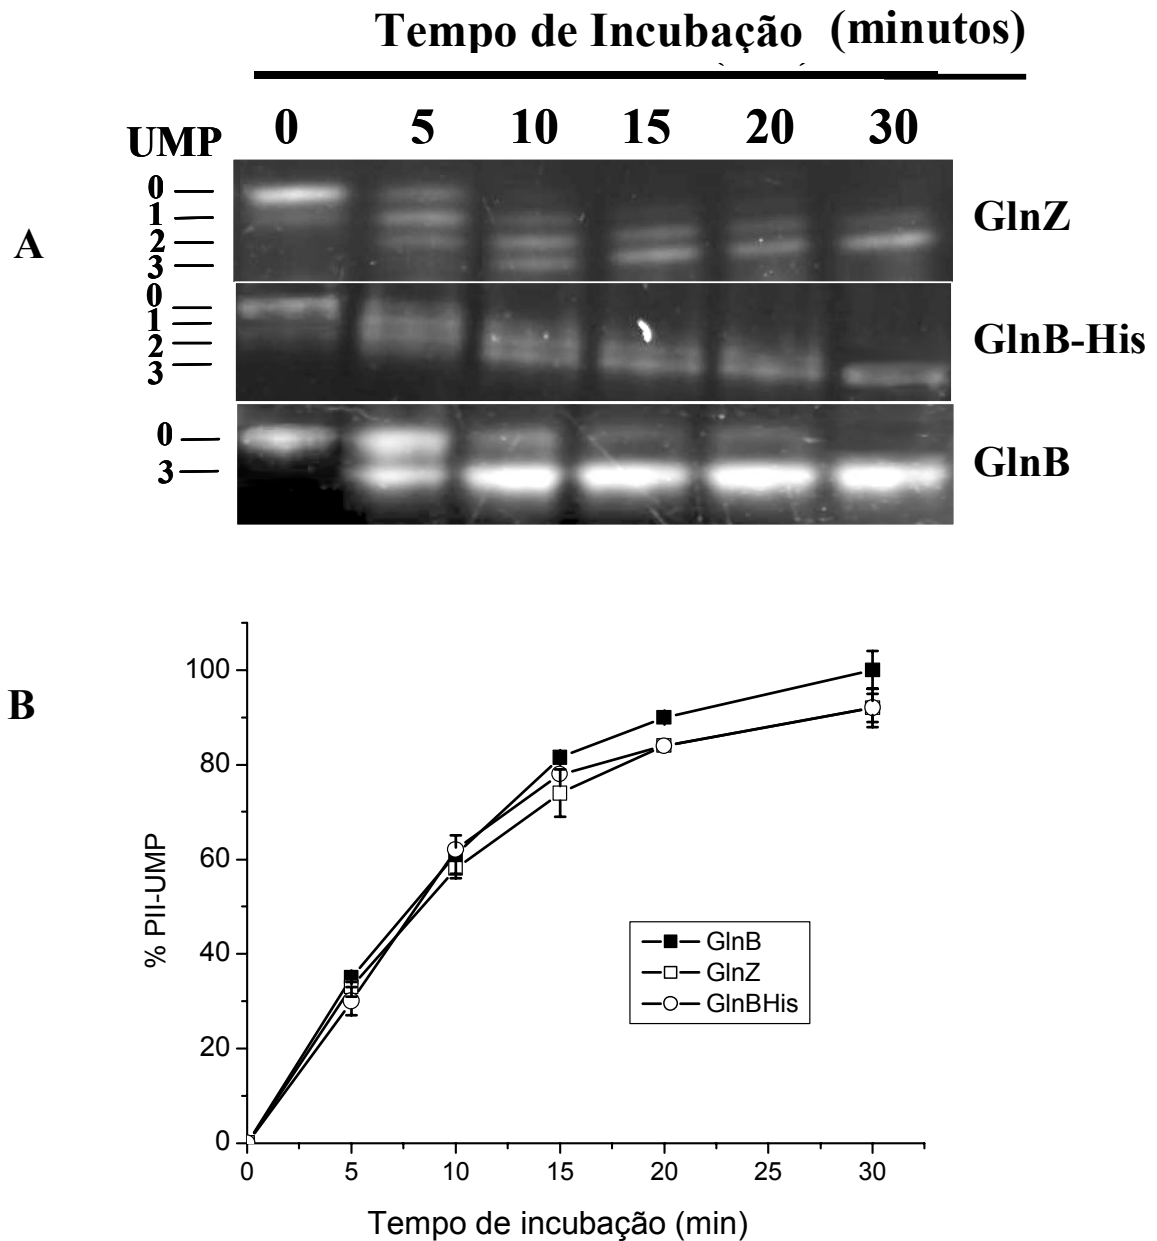 Tempo de Incubação (minutos)
UMP 0 5 10 15 20 30
A
0
1
2
3
GlnZ
0
1
2
3
GlnB-His
0
3
GlnB
B
% PII-UMP
100
80
60
40
20
0
GlnB
GlnZ
GlnBHis
0 5 10 15 20 25 30
Tempo de incubação (min)